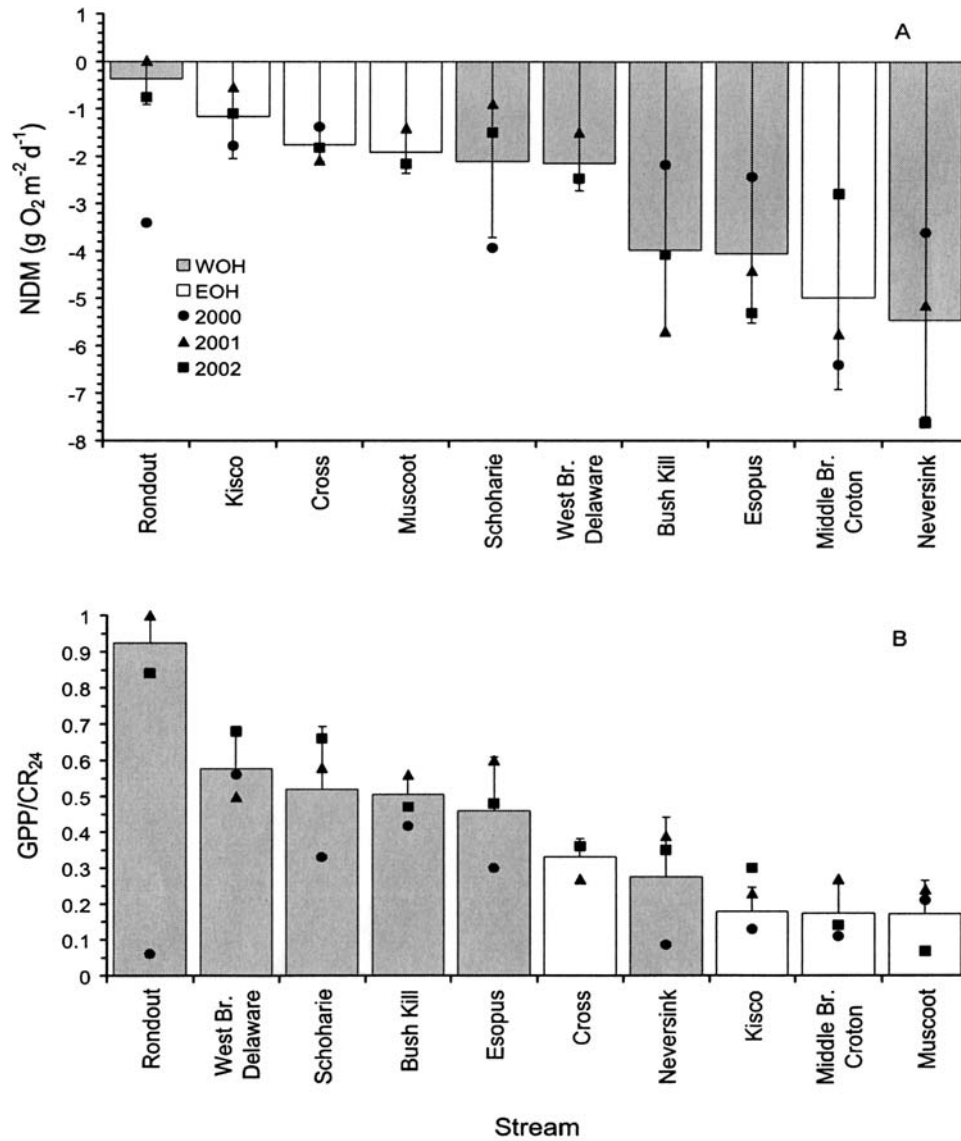 A
1
0
-1
-2
-3
-4
-5
-6
-7
-8
NDM (g O₂ m⁻² d⁻¹)
WOH
EOH
2000
2001
2002
Rondout
Kisco
Cross
Muscoot
Schoharie
West Br.
Delaware
Bush Kill
Esopus
Middle Br.
Croton
Neversink
B
1
0.9
0.8
0.7
0.6
0.5
0.4
0.3
0.2
0.1
0
GPP/CR₂₄
Rondout
West Br.
Delaware
Schoharie
Bush Kill
Esopus
Cross
Neversink
Kisco
Middle Br.
Croton
Muscoot
Stream